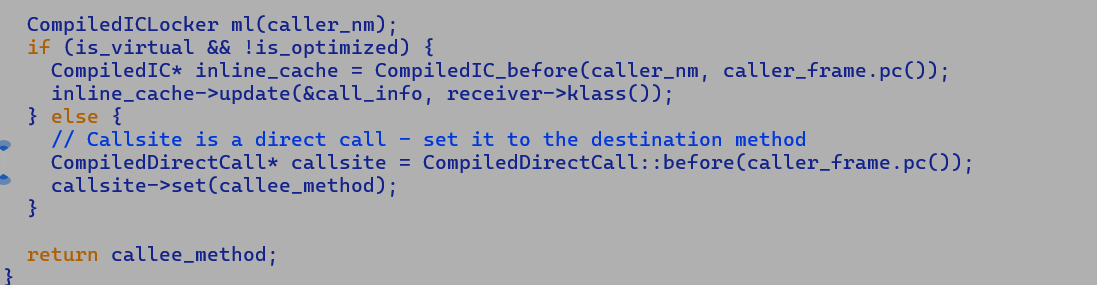 CompiledICLocker ml(caller_nm);
if (is_virtual && !is_optimized) {
CompiledIC* inline_cache = CompiledIC_before(caller_nm, caller_frame.pc());
inline_cache->update(&call_info, receiver->klass());
} else {
// Callsite is a direct call - set it to the destination method
CompiledDirectCall* callsite = CompiledDirectCall::before(caller_frame.pc());
callsite->set(callee_method);
}
return callee_method;
}